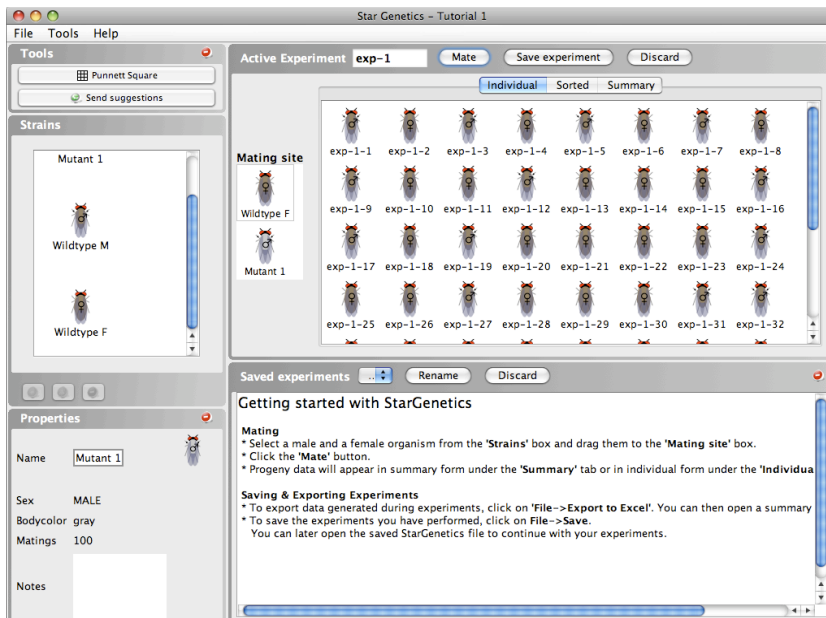 Star Genetics – Tutorial 1
File Tools Help
Tools
Punnett Square
Send suggestions
Strains
Mutant 1
Wildtype M
Wildtype F
Properties
Name Mutant 1
Sex MALE
Bodycolor gray
Matings 100
Notes
Active Experiment exp-1 Mate Save experiment Discard
Individual Sorted Summary
Mating site
Wildtype F
Mutant 1
exp-1-1 exp-1-2 exp-1-3 exp-1-4 exp-1-5 exp-1-6 exp-1-7 exp-1-8
exp-1-9 exp-1-10 exp-1-11 exp-1-12 exp-1-13 exp-1-14 exp-1-15 exp-1-16
exp-1-17 exp-1-18 exp-1-19 exp-1-20 exp-1-21 exp-1-22 exp-1-23 exp-1-24
exp-1-25 exp-1-26 exp-1-27 exp-1-28 exp-1-29 exp-1-30 exp-1-31 exp-1-32
Saved experiments .. Rename Discard
Getting started with StarGenetics
Mating
* Select a male and a female organism from the 'Strains' box and drag them to the 'Mating site' box.
* Click the 'Mate' button.
* Progeny data will appear in summary form under the 'Summary' tab or in individual form under the 'Individua
Saving & Exporting Experiments
* To export data generated during experiments, click on 'File->Export to Excel'. You can then open a summary
* To save the experiments you have performed, click on File->Save.
You can later open the saved StarGenetics file to continue with your experiments.